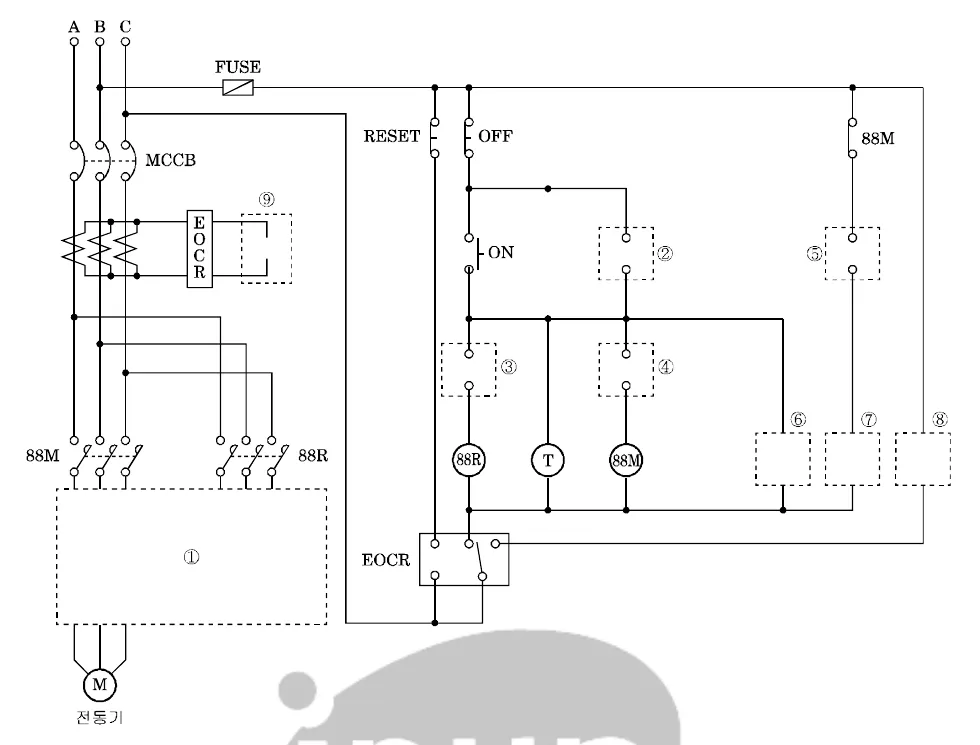 A B C
FUSE
RESET
OFF
88M
MCCB
⑨
EOCR
ON
②
⑤
③
④
⑥
⑦
⑧
88M
88R
88R
T
88M
①
EOCR
M
전동기